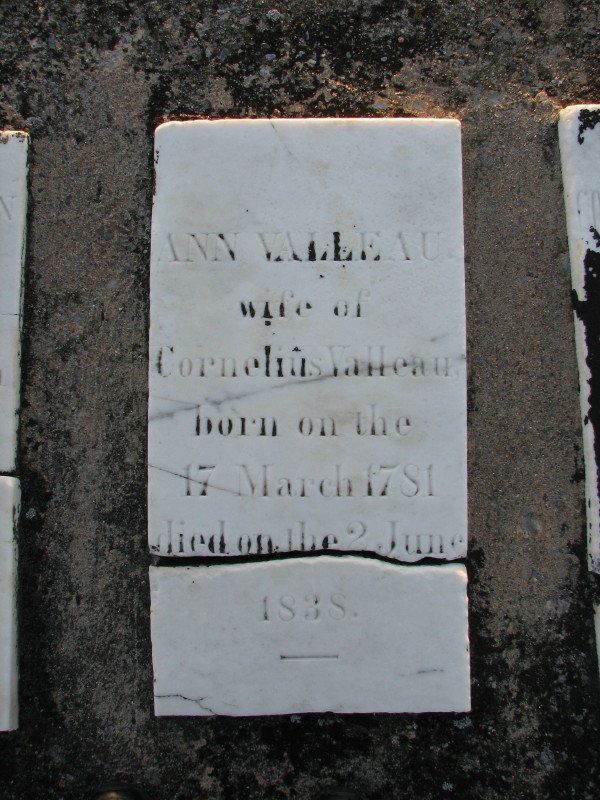 ANN VALLEAU.
wife of
Cornelius Valleau
born on the
17 March 1781
died on the 2 June
1838.